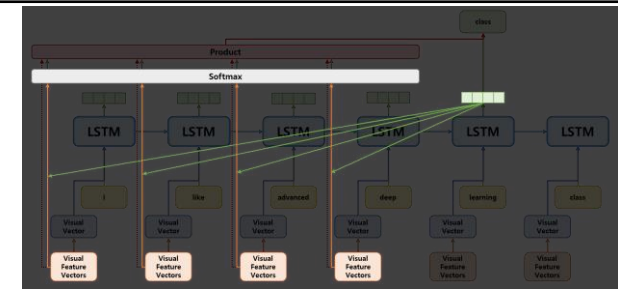 class
Product
Softmax
LSTM LSTM LSTM LSTM LSTM LSTM
I like advanced deep learning class
Visual Vector Visual Vector Visual Vector Visual Vector Visual Vector Visual Vector
Visual Feature Vectors Visual Feature Vectors Visual Feature Vectors Visual Feature Vectors Visual Feature Vectors Visual Feature Vectors